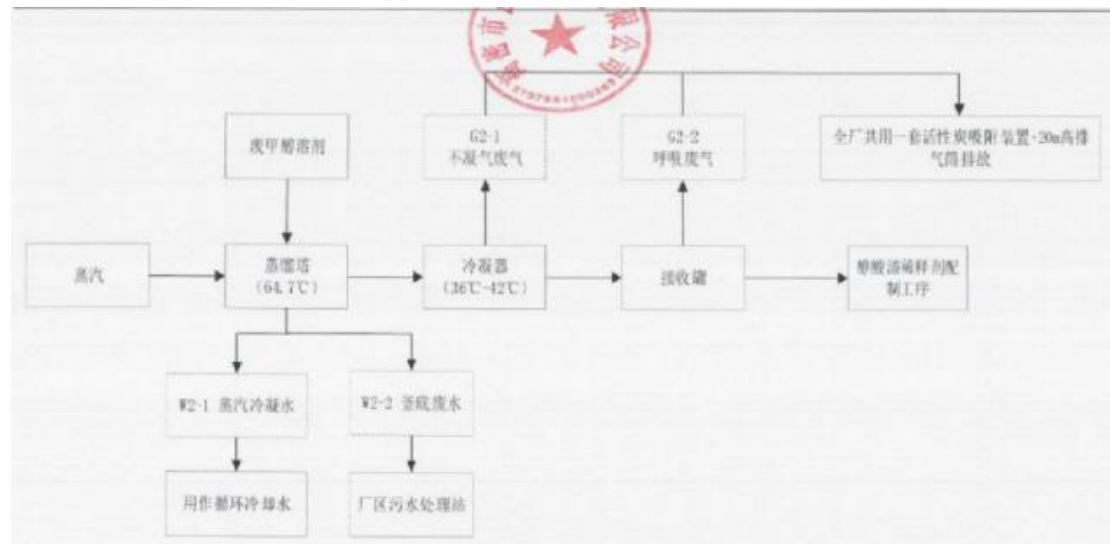 限公司
G2-1
不凝气废气
G2-2
呼吸废气
全厂共用一套活性炭吸附装置+30m高排
气筒排放
废甲醇溶剂
蒸汽
蒸馏塔
(64.7℃)
冷凝器
(36℃-42℃)
接收罐
醇酸漆稀释剂配
制工序
W2-1 蒸汽冷凝水
W2-2 釜底废水
用作循环冷却水
厂区污水处理站